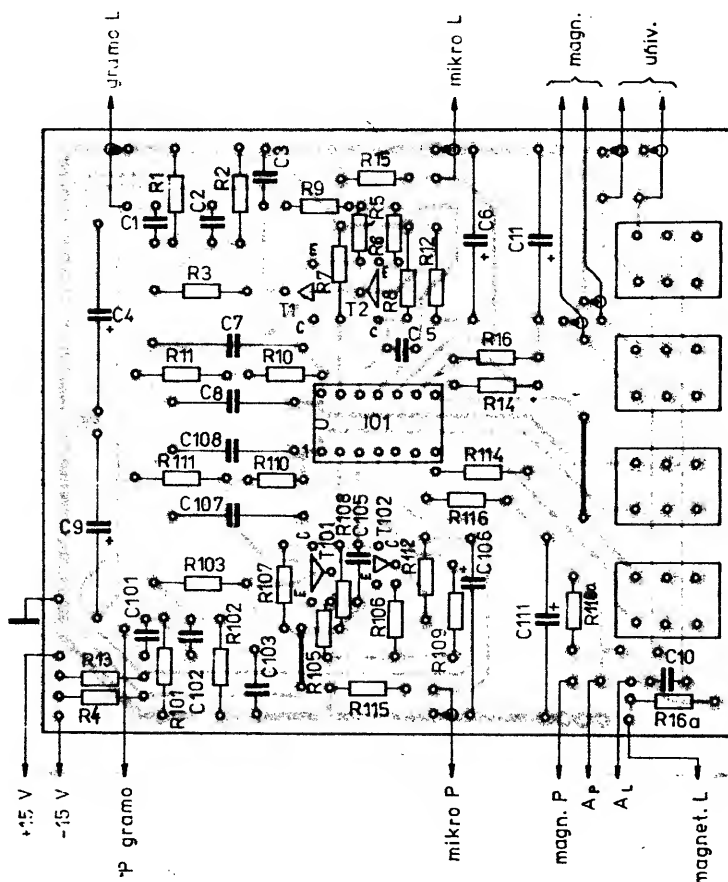 gramo L
mikro L
magn.
univ.
C3
R15
R1
R2
C1
C2
R9
R5
R6
C6
C11
E
R3
R7
T1
T2
E
R8
R12
C4
C
C
C5
C7
R11
R10
R16
C8
R14
IO1
C108
1
R111
R110
R114
C107
R116
C9
C
T101
R108
C105
T102
C
R103
R107
E
E
R112
C106
C101
R102
R106
R109
C111
R116a
R13
R101
C102
C103
R105
C10
R4
R115
R16a
+15 V
-15 V
P gramo
mikro P
magn. P
AP
AL
magnet. L